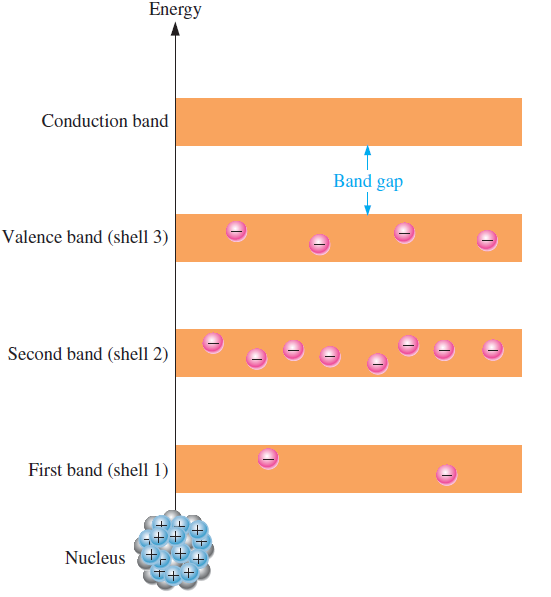 Energy
Conduction band
Band gap
Valence band (shell 3)
Second band (shell 2)
First band (shell 1)
Nucleus